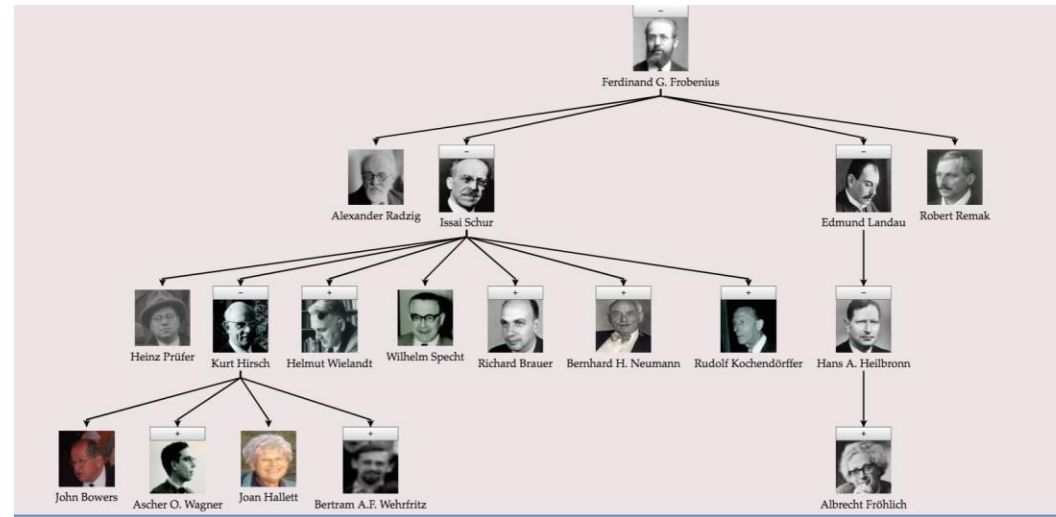 −
Ferdinand G. Frobenius
− −
Alexander Radzig Issai Schur Edmund Landau Robert Remak
− + + + + −
Heinz Prüfer Kurt Hirsch Helmut Wielandt Wilhelm Specht Richard Brauer Bernhard H. Neumann Rudolf Kochendörffer Hans A. Heilbronn
+ + +
John Bowers Ascher O. Wagner Joan Hallett Bertram A.F. Wehrfritz Albrecht Fröhlich